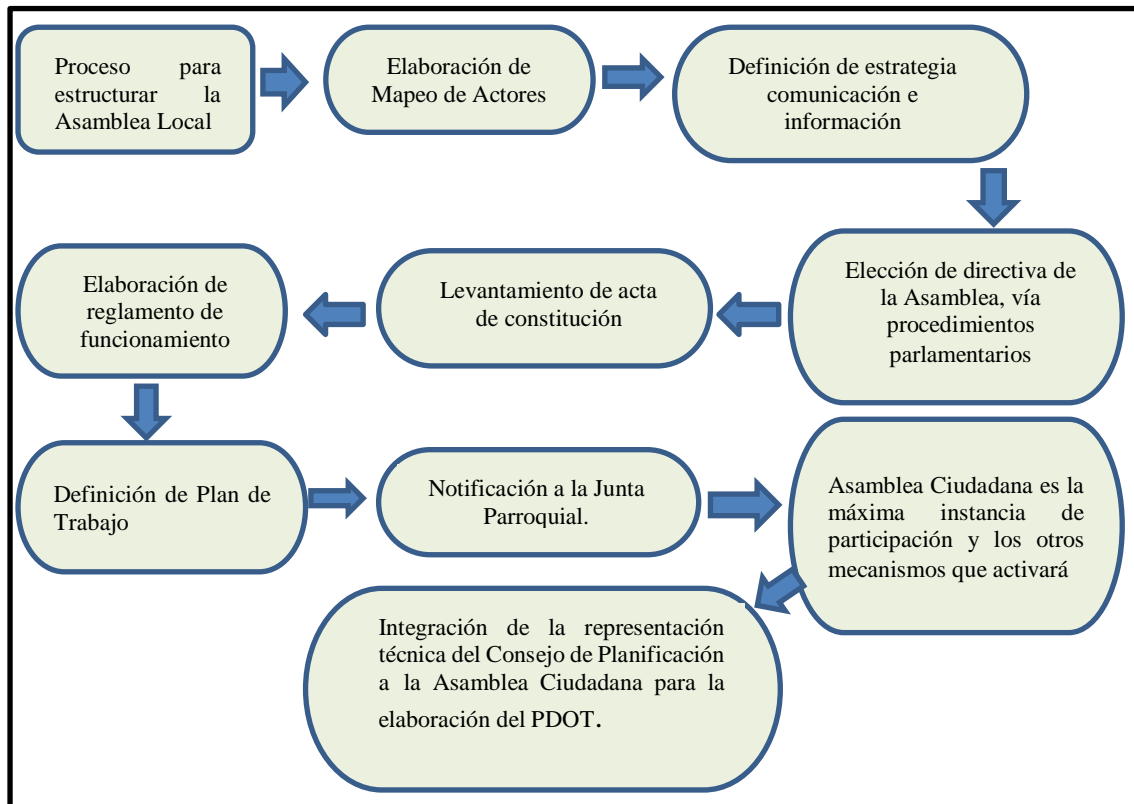 Proceso para
estructurar la
Asamblea Local
Elaboración de
Mapeo de Actores
Definición de estrategia
comunicación e
información
Elección de directiva de
la Asamblea, vía
procedimientos
parlamentarios
Levantamiento de acta
de constitución
Elaboración de
reglamento de
funcionamiento
Definición de Plan de
Trabajo
Notificación a la Junta
Parroquial.
Asamblea Ciudadana es la
máxima instancia de
participación y los otros
mecanismos que activará
Integración de la representación
técnica del Consejo de Planificación
a la Asamblea Ciudadana para la
elaboración del PDOT.